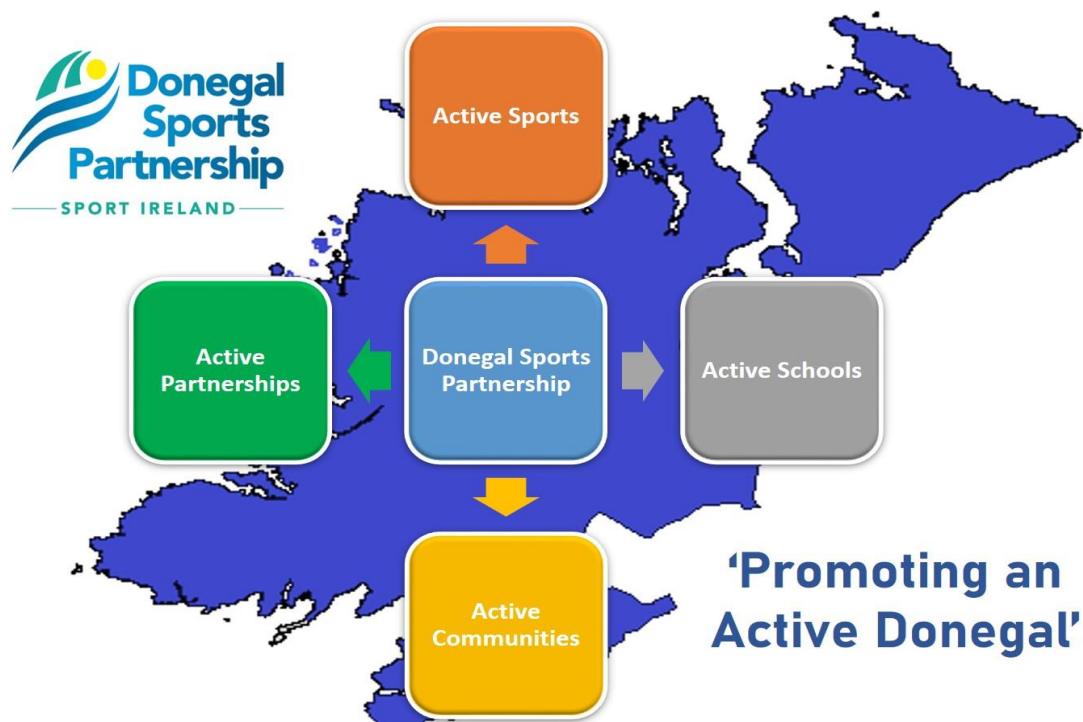 Donegal
Sports
Partnership
SPORT IRELAND
Active Sports
Active
Partnerships
Donegal Sports
Partnership
Active Schools
Active
Communities
‘Promoting an
Active Donegal’